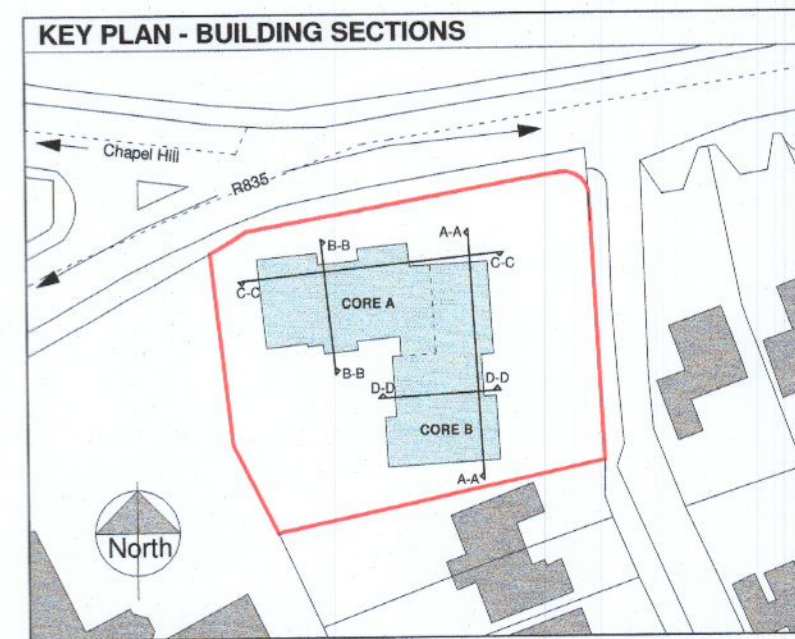 KEY PLAN - BUILDING SECTIONS
Chapel Hill
R835
B-B
A-A
C-C
C-C
CORE A
B-B
D-D
D-D
CORE B
A-A
North